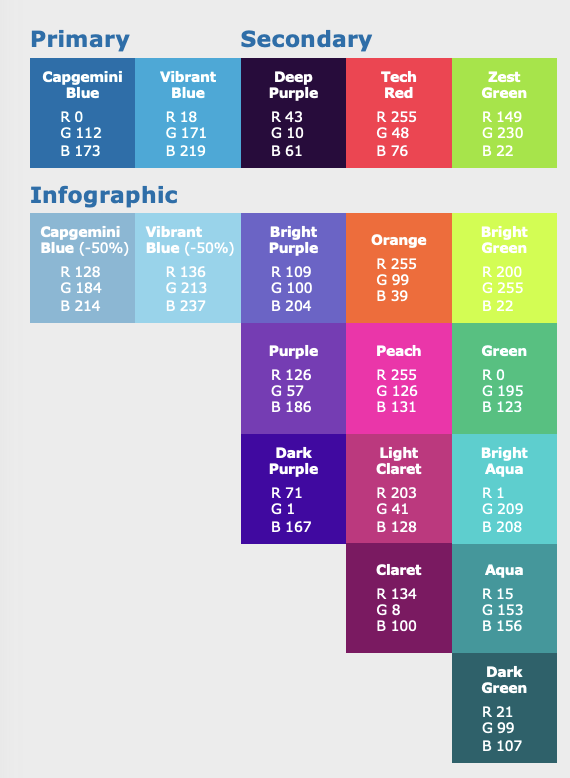 Primary
Secondary
Capgemini
Blue
R 0
G 112
B 173
Vibrant
Blue
R 18
G 171
B 219
Deep
Purple
R 43
G 10
B 61
Tech
Red
R 255
G 48
B 76
Zest
Green
R 149
G 230
B 22
Infographic
Capgemini
Blue (-50%)
R 128
G 184
B 214
Vibrant
Blue (-50%)
R 136
G 213
B 237
Bright
Purple
R 109
G 100
B 204
Orange
R 255
G 99
B 39
Bright
Green
R 200
G 255
B 22
Purple
R 126
G 57
B 186
Peach
R 255
G 126
B 131
Green
R 0
G 195
B 123
Dark
Purple
R 71
G 1
B 167
Light
Claret
R 203
G 41
B 128
Bright
Aqua
R 1
G 209
B 208
Claret
R 134
G 8
B 100
Aqua
R 15
G 153
B 156
Dark
Green
R 21
G 99
B 107